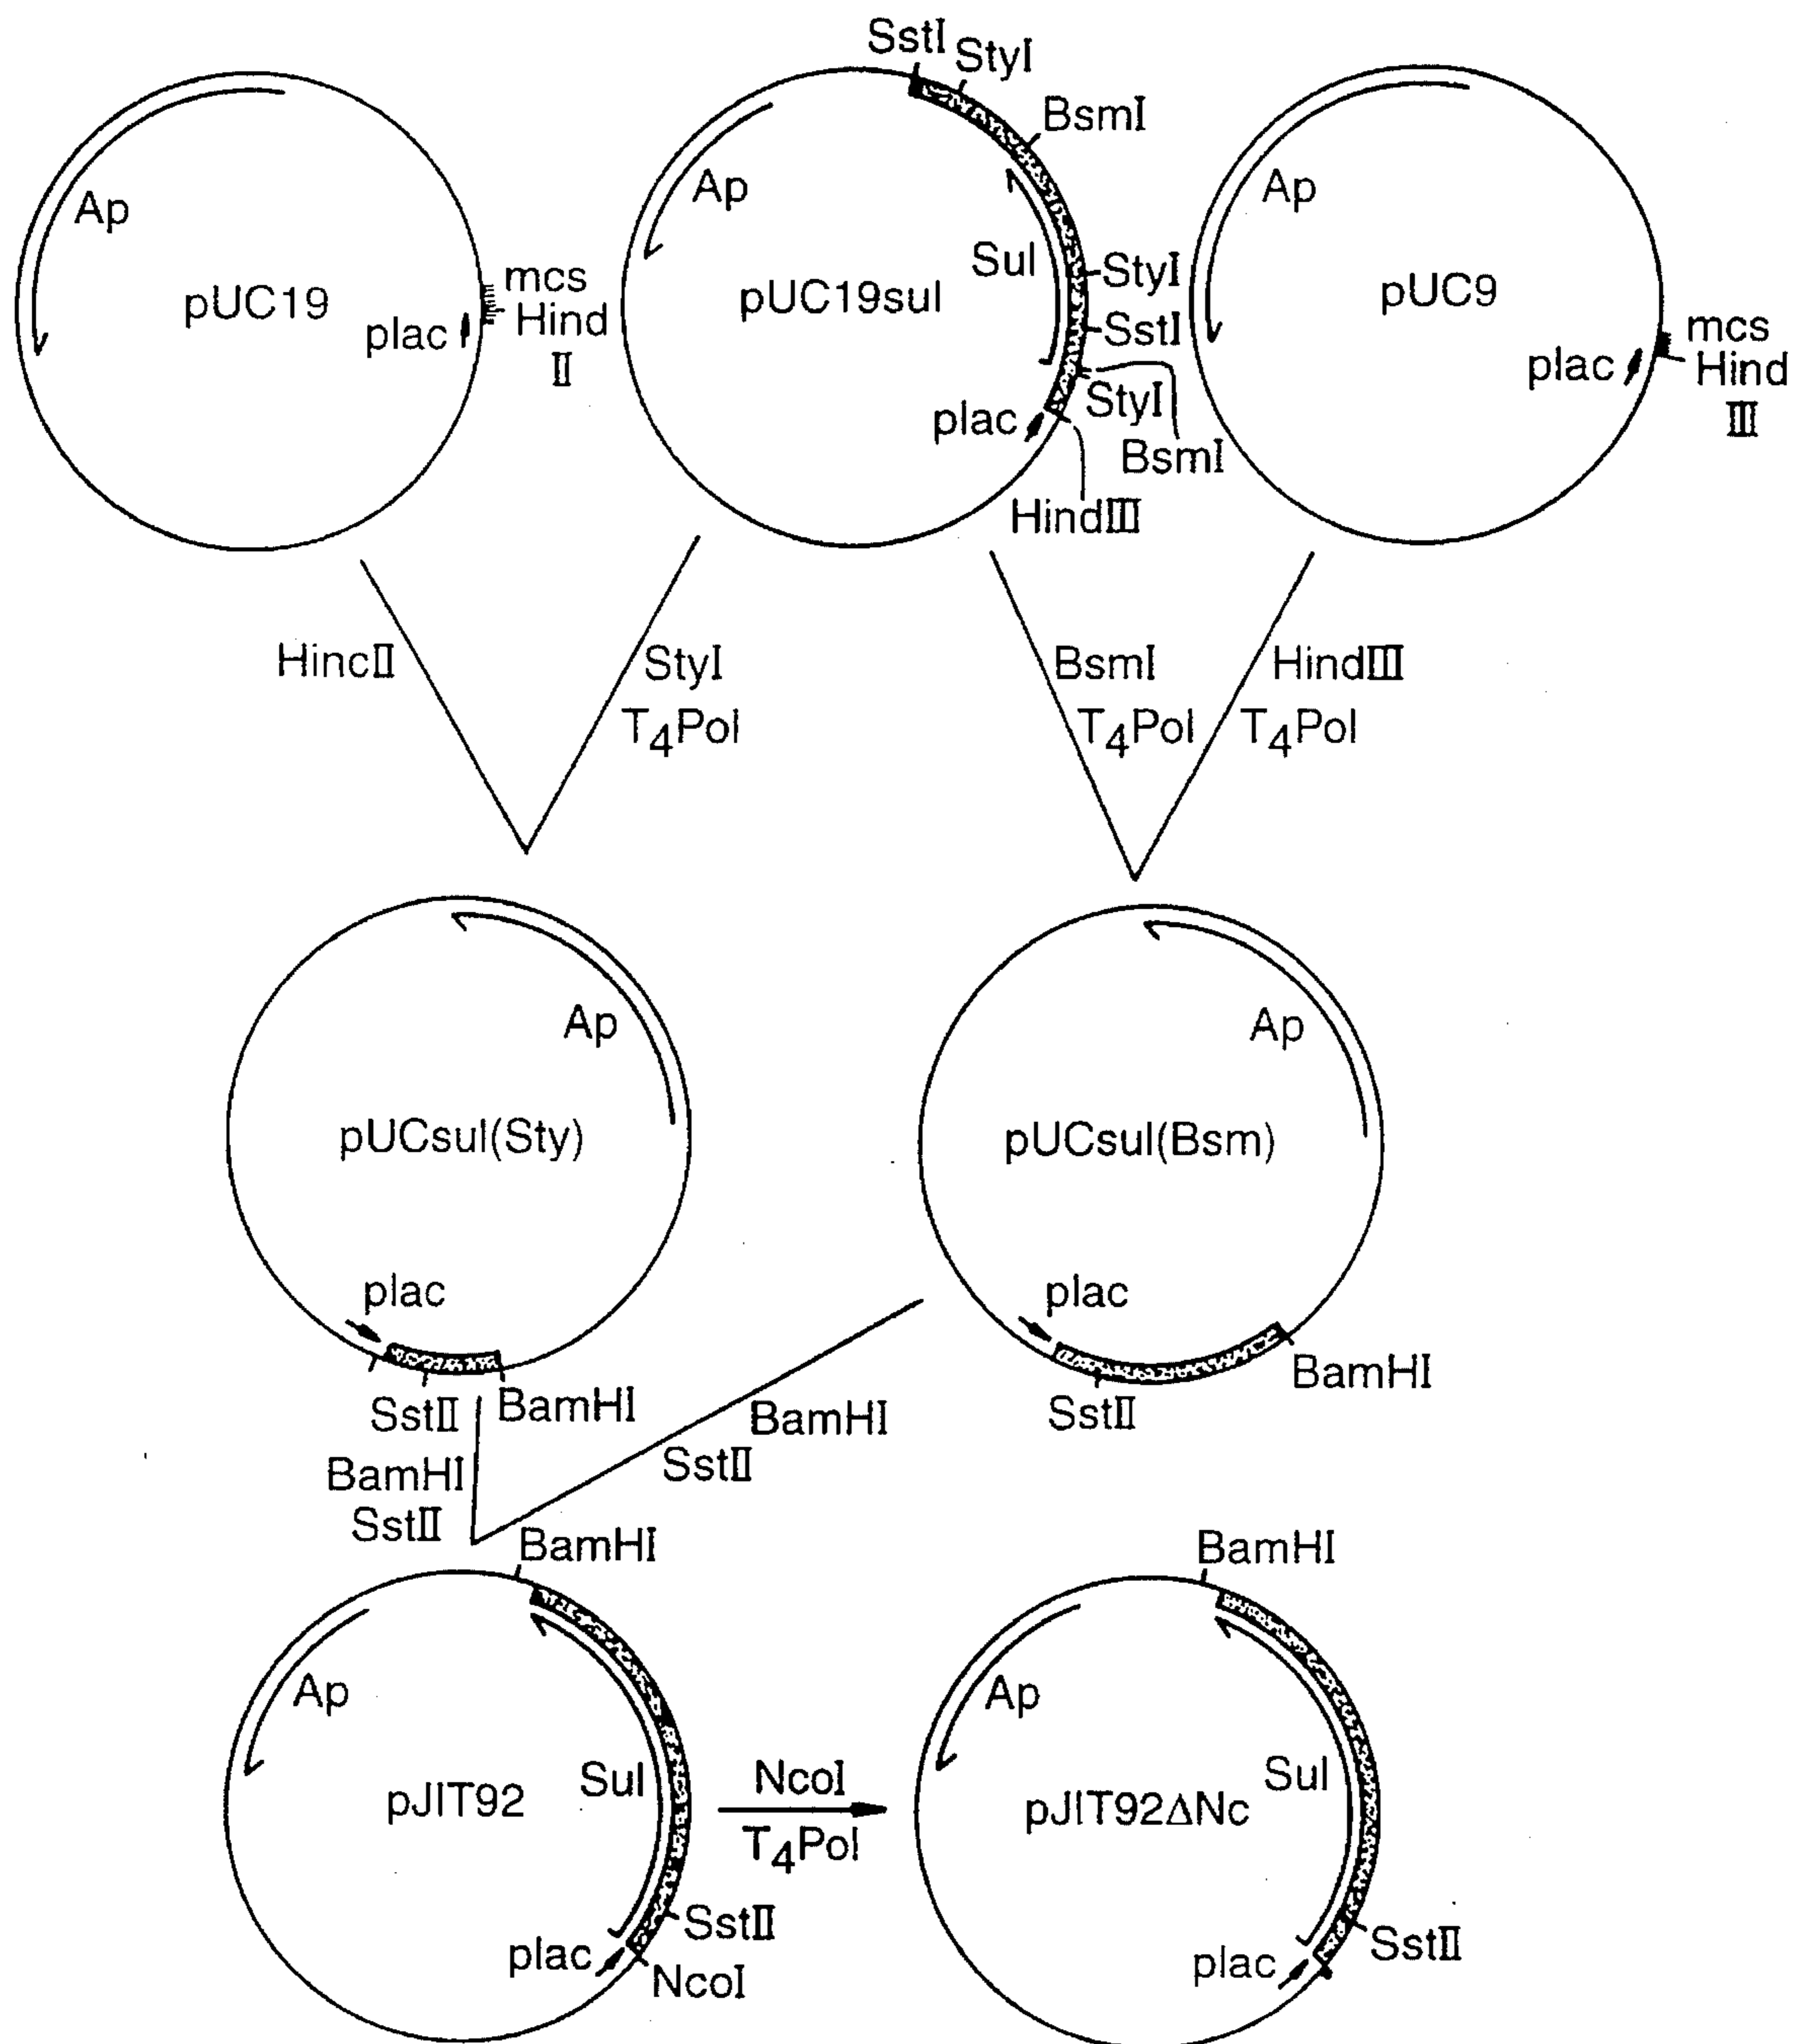 SstI
StyI
BsmI
Ap
Ap
Ap
pUC19
mcs
Hind
II
plac
Sul
pUC19sul
StyI
SstI
StyI
BsmI
plac
HindIII
pUC9
mcs
Hind
III
plac
HincII
StyI
T4Pol
BsmI
T4Pol
HindIII
T4Pol
Ap
pUCsul(Sty)
plac
SstII
BamHI
Ap
pUCsul(Bsm)
plac
SstII
BamHI
BamHI
SstII
BamHI
SstII
BamHI
Ap
Sul
pJIT92
SstII
plac
NcoI
NcoI
T4Pol
BamHI
Ap
Sul
pJIT92ΔNc
SstII
plac